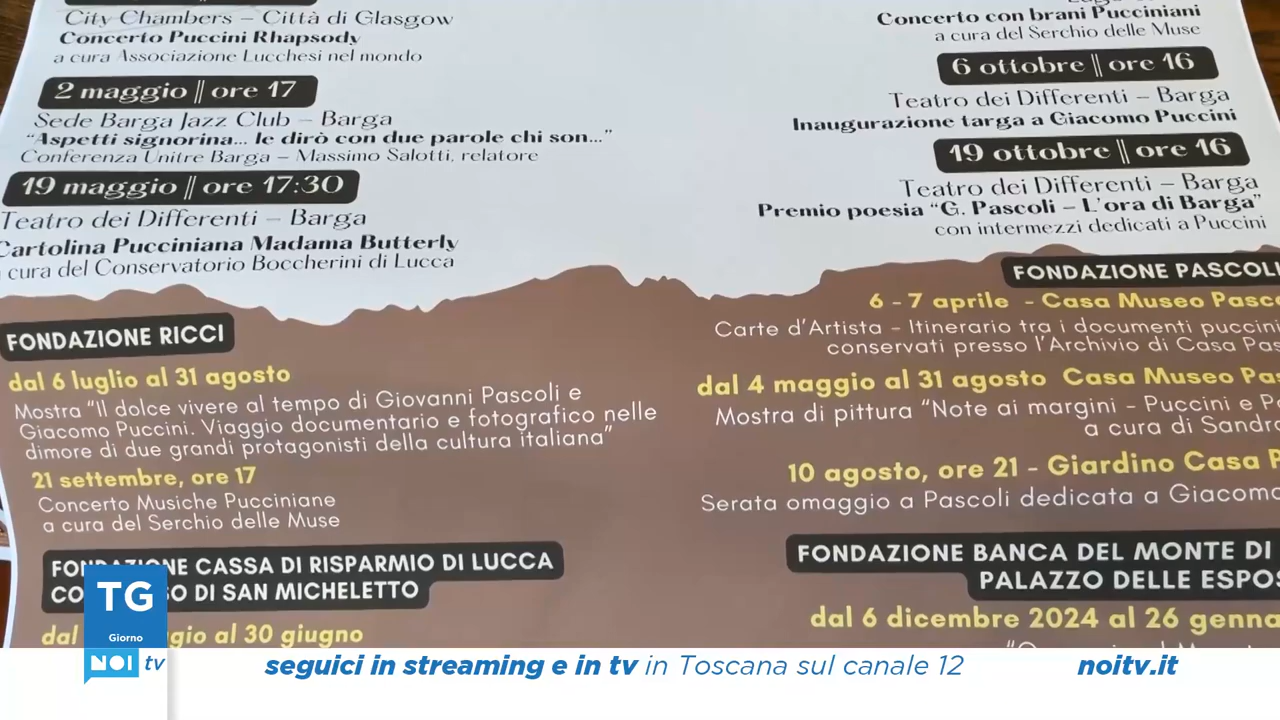 City Chambers – Città di Glasgow
Concerto Puccini Rhapsody
a cura Associazione Lucchesi nel mondo
2 maggio || ore 17
Sede Barga Jazz Club – Barga
“Aspetti signorina... le dirò con due parole chi son...”
Conferenza Unitre Barga – Massimo Salotti, relatore
19 maggio || ore 17:30
Teatro dei Differenti – Barga
Cartolina Pucciniana Madama Butterly
a cura del Conservatorio Boccherini di Lucca
Concerto con brani Pucciniani
a cura del Serchio delle Muse
6 ottobre || ore 16
Teatro dei Differenti – Barga
Inaugurazione targa a Giacomo Puccini
19 ottobre || ore 16
Teatro dei Differenti – Barga
Premio poesia “G. Pascoli – L’ora di Barga”
con intermezzi dedicati a Puccini
FONDAZIONE RICCI
dal 6 luglio al 31 agosto
Mostra “Il dolce vivere al tempo di Giovanni Pascoli e
Giacomo Puccini. Viaggio documentario e fotografico nelle
dimore di due grandi protagonisti della cultura italiana”
21 settembre, ore 17
Concerto Musiche Pucciniane
a cura del Serchio delle Muse
FONDAZIONE CASSA DI RISPARMIO DI LUCCA
DI SAN MICHELETTO
dal al 30 giugno
FONDAZIONE PASCOLI
6 - 7 aprile - Casa Museo Pasc
Carte d’Artista - Itinerario tra i documenti puccini
conservati presso l’Archivio di Casa Pas
dal 4 maggio al 31 agosto Casa Museo Pas
Mostra di pittura “Note ai margini - Puccini e P
a cura di Sandra
10 agosto, ore 21 - Giardino Casa P
Serata omaggio a Pascoli dedicata a Giacomo
FONDAZIONE BANCA DEL MONTE DI
PALAZZO DELLE ESPOS
dal 6 dicembre 2024 al 26 genna
TG
Giorno
NOI tv
seguici in streaming e in tv in Toscana sul canale 12
noitv.it